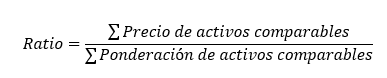 Ratio = ∑ Precio de activos comparables / ∑ Ponderación de activos comparables